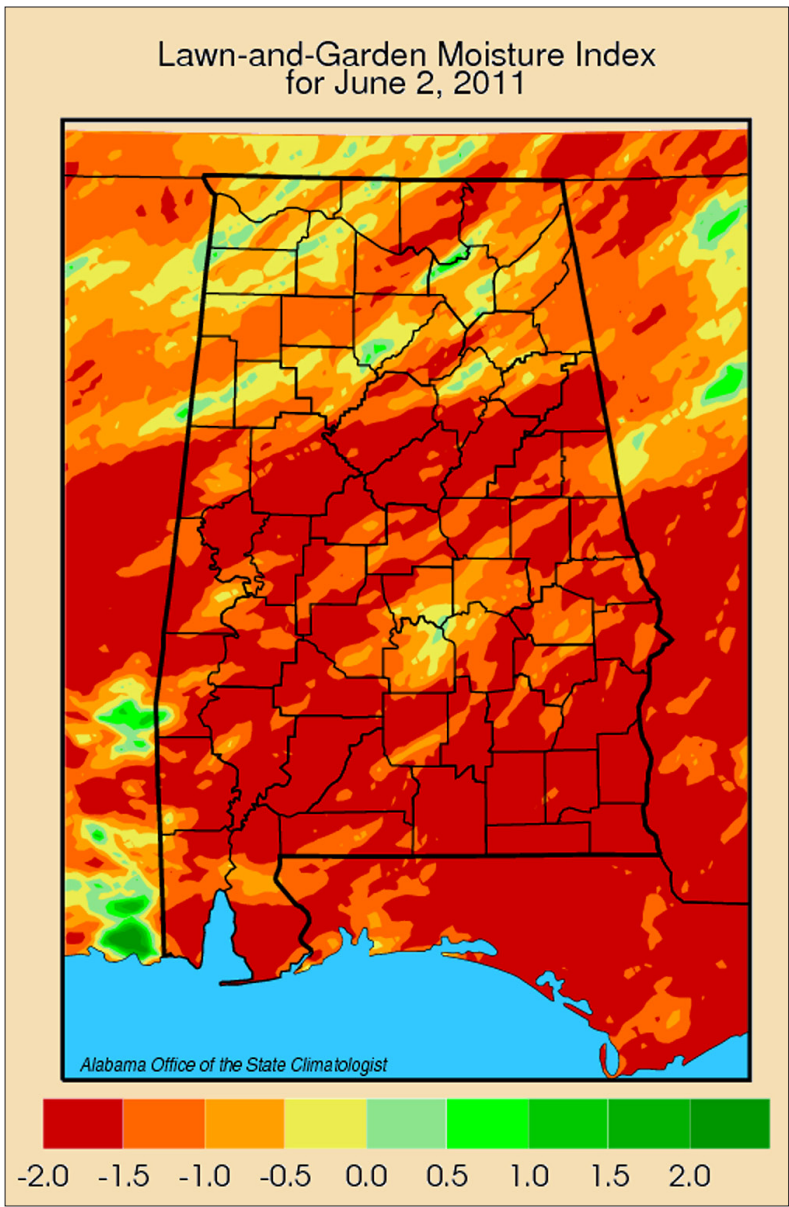 Lawn-and-Garden Moisture Index
for June 2, 2011
Alabama Office of the State Climatologist
-2.0 -1.5 -1.0 -0.5 0.0 0.5 1.0 1.5 2.0